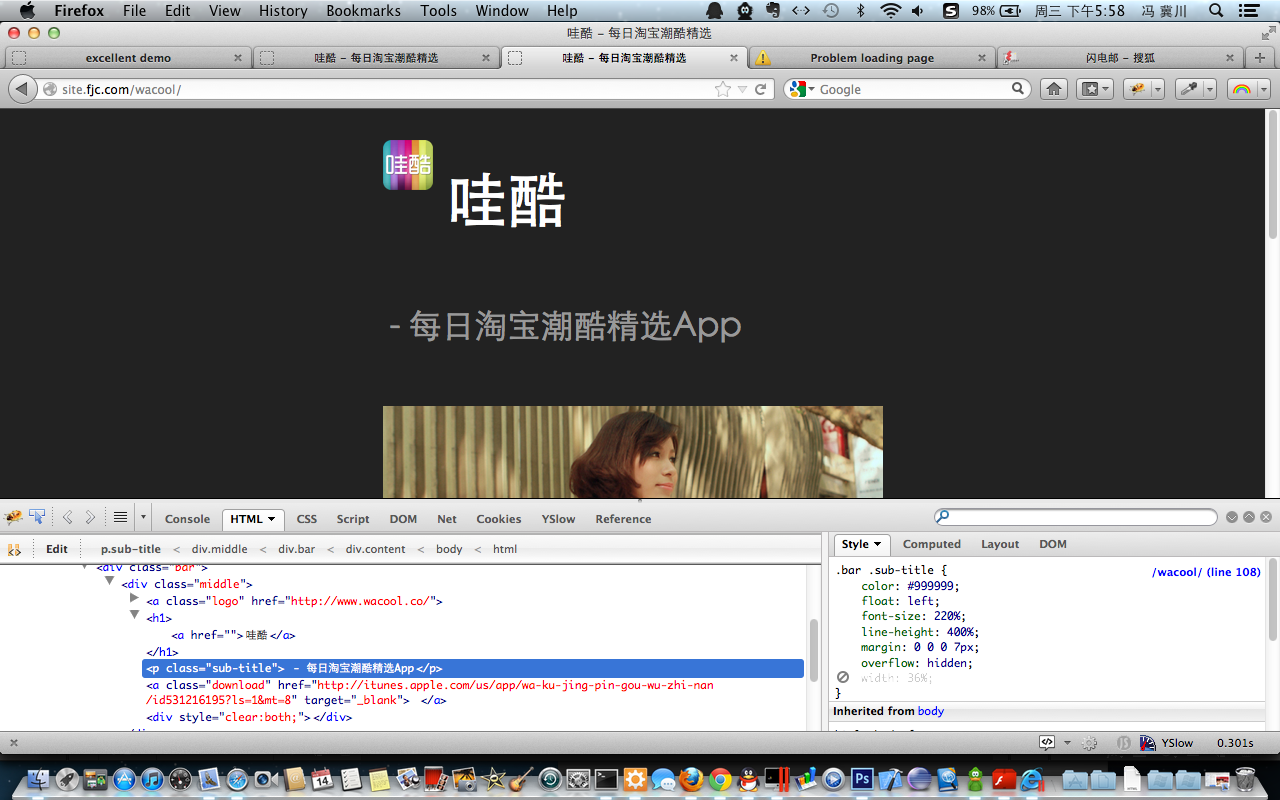 Firefox File Edit View History Bookmarks Tools Window Help 98% 周三 下午5:58 冯 冀川
哇酷 – 每日淘宝潮酷精选
excellent demo 哇酷 – 每日淘宝潮酷精选 哇酷 – 每日淘宝潮酷精选 Problem loading page 闪电邮 – 搜狐
site.fjc.com/wacool/ Google
哇酷
哇酷
- 每日淘宝潮酷精选App
Console HTML CSS Script DOM Net Cookies YSlow Reference
Edit p.sub-title < div.middle < div.bar < div.content < body < html
Style Computed Layout DOM
<div class="bar">
<div class="middle">
<a class="logo" href="http://www.wacool.co/">
<h1>
<a href="">哇酷</a>
</h1>
<p class="sub-title"> - 每日淘宝潮酷精选App</p>
<a class="download" href="http://itunes.apple.com/us/app/wa-ku-jing-pin-gou-wu-zhi-nan
/id531216195?ls=1&mt=8" target="_blank"> </a>
<div style="clear:both;"></div>
.bar .sub-title { /wacool/ (line 108)
color: #999999;
float: left;
font-size: 220%;
line-height: 400%;
margin: 0 0 0 7px;
overflow: hidden;
width: 36%;
}
Inherited from body
YSlow 0.301s
14
Ps